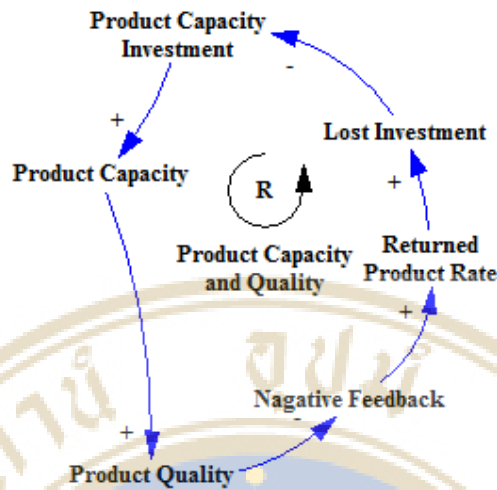 Product Capacity
Investment
-
+
Lost Investment
Product Capacity
+
R
Product Capacity
and Quality
Returned
Product Rate
+
Nagative Feedback
-
+
Product Quality